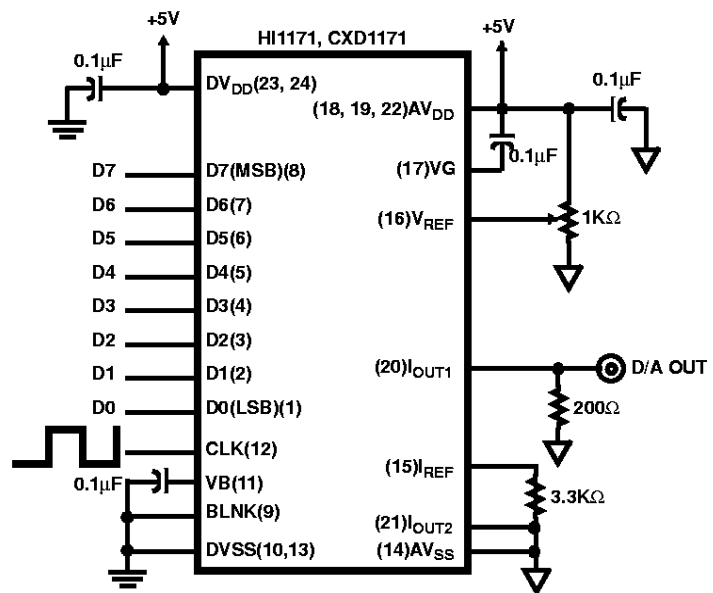 +5V
HI1171, CXD1171
+5V
0.1μF
0.1μF
DV_DD(23, 24)
(18, 19, 22)AV_DD
0.1μF
(17)VG
D7
D7(MSB)(8)
D6
D6(7)
(16)V_REF
1KΩ
D5
D5(6)
D4
D4(5)
D3
D3(4)
D2
D2(3)
D1
D1(2)
(20)I_OUT1
D/A OUT
D0
D0(LSB)(1)
200Ω
CLK(12)
(15)I_REF
0.1μF
VB(11)
3.3KΩ
BLNK(9)
(21)I_OUT2
DVSS(10,13)
(14)AV_SS